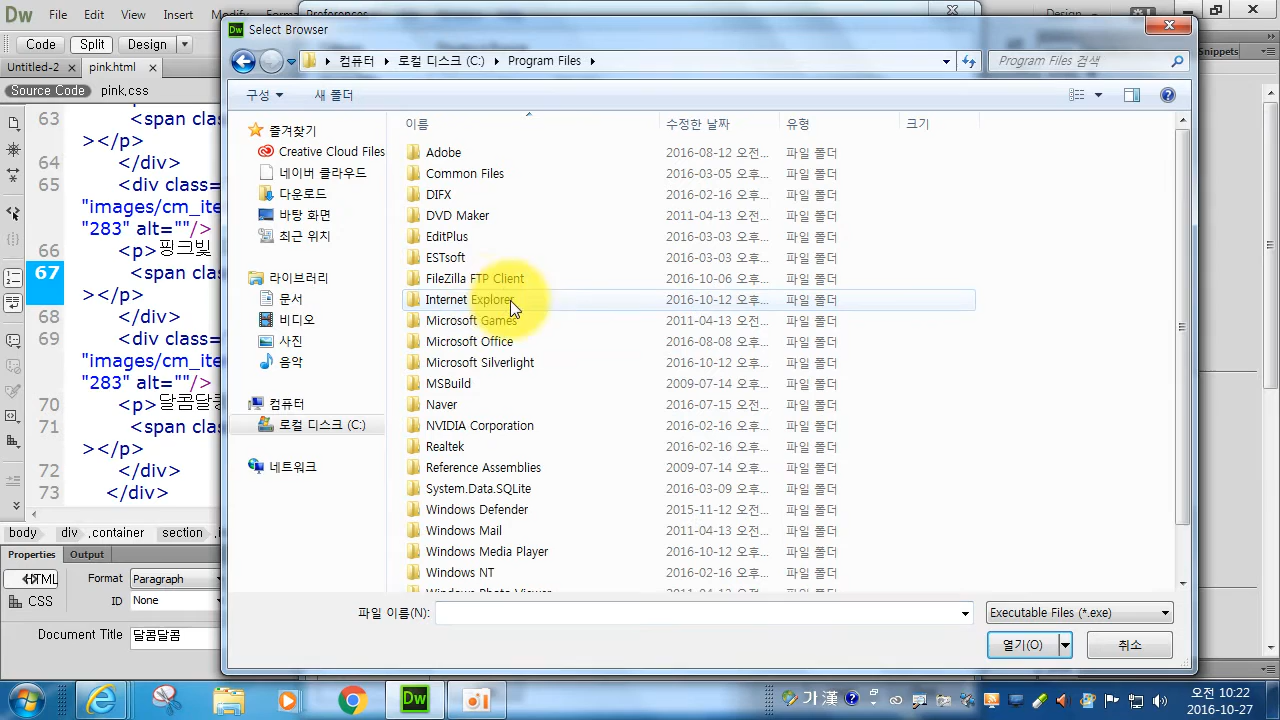 Dw File Edit View Insert Modify
Preferences
Design
Code Split Design
Snippets
Untitled-2 × pink.html ×
Source Code pink.css
63 <span clas
></p>
64 </div>
65 <div class=
"images/cm_ite
"283" alt=""/>
66 <p>핑크빛
67 <span clas
></p>
68 </div>
69 <div class=
"images/cm_ite
"283" alt=""/>
70 <p>달콤달콤
71 <span clas
></p>
72 </div>
73 </div>
body div .container section
Properties Output
HTML Format Paragraph
CSS ID None
Document Title 달콤달콤
Dw Select Browser
컴퓨터 로컬 디스크 (C:) Program Files
Program Files 검색
구성 새 폴더
이름 수정한 날짜 유형 크기
즐겨찾기
Creative Cloud Files
네이버 클라우드
다운로드
바탕 화면
최근 위치
라이브러리
문서
비디오
사진
음악
컴퓨터
로컬 디스크 (C:)
네트워크
Adobe 2016-08-12 오전... 파일 폴더
Common Files 2016-03-05 오후... 파일 폴더
DIFX 2016-02-16 오후... 파일 폴더
DVD Maker 2011-04-13 오전... 파일 폴더
EditPlus 2016-03-03 오후... 파일 폴더
ESTsoft 2016-03-03 오후... 파일 폴더
FileZilla FTP Client 2016-10-06 오후... 파일 폴더
Internet Explorer 2016-10-12 오후... 파일 폴더
Microsoft Games 2011-04-13 오전... 파일 폴더
Microsoft Office 2016-08-08 오후... 파일 폴더
Microsoft Silverlight 2016-10-12 오후... 파일 폴더
MSBuild 2009-07-14 오후... 파일 폴더
Naver 2016-07-15 오후... 파일 폴더
NVIDIA Corporation 2016-02-16 오후... 파일 폴더
Realtek 2016-02-16 오후... 파일 폴더
Reference Assemblies 2009-07-14 오후... 파일 폴더
System.Data.SQLite 2016-03-09 오후... 파일 폴더
Windows Defender 2015-11-12 오전... 파일 폴더
Windows Mail 2011-04-13 오전... 파일 폴더
Windows Media Player 2016-10-12 오후... 파일 폴더
Windows NT 2016-02-16 오후... 파일 폴더
Windows Photo Viewer 2011-04-13 오전... 파일 폴더
파일 이름(N): Executable Files (*.exe)
열기(O) 취소
Dw 가 漢
오전 10:22
2016-10-27